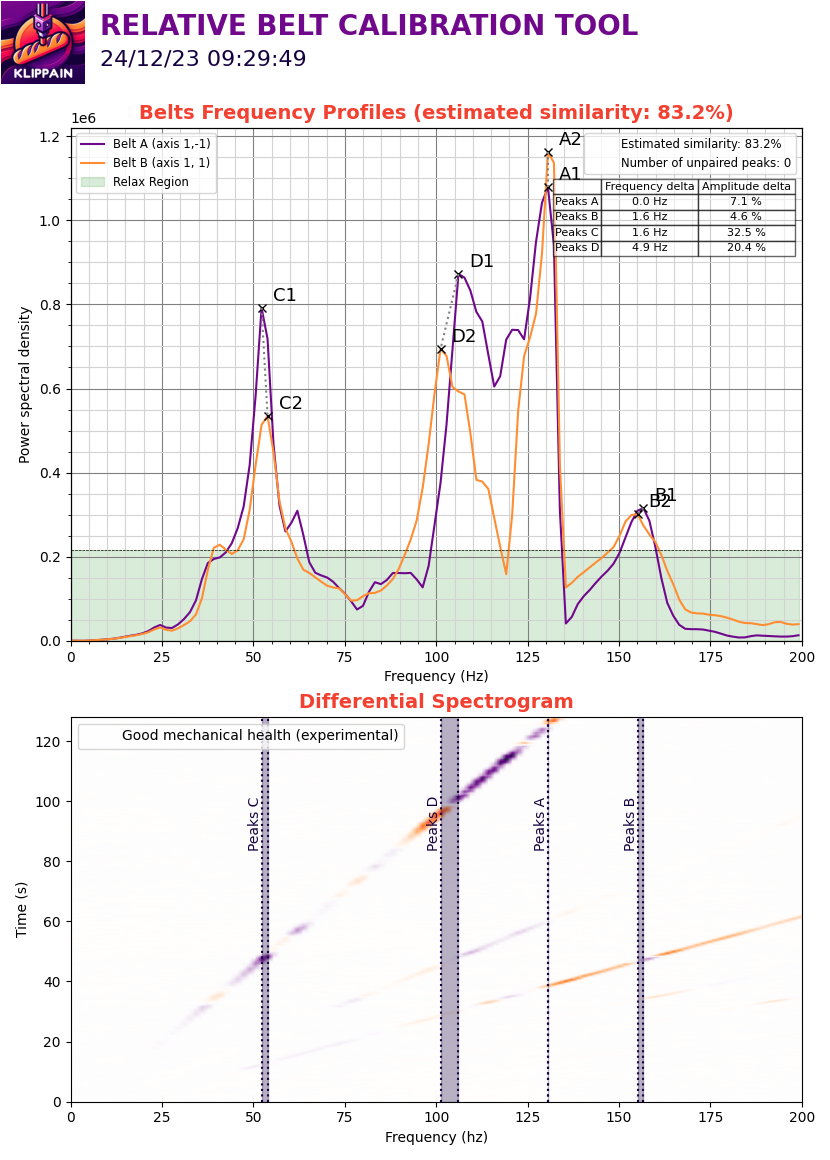 KLIPPAIN
RELATIVE BELT CALIBRATION TOOL
24/12/23 09:29:49
Belts Frequency Profiles (estimated similarity: 83.2%)
1e6
Belt A (axis 1,-1)
Belt B (axis 1, 1)
Relax Region
Estimated similarity: 83.2%
Number of unpaired peaks: 0
Frequency delta Amplitude delta
Peaks A 0.0 Hz 7.1 %
Peaks B 1.6 Hz 4.6 %
Peaks C 1.6 Hz 32.5 %
Peaks D 4.9 Hz 20.4 %
A2
A1
D1
C1
D2
C2
B1
B2
1.2
1.0
0.8
0.6
0.4
0.2
0.0
Power spectral density
0 25 50 75 100 125 150 175 200
Frequency (Hz)
Differential Spectrogram
Good mechanical health (experimental)
Peaks C
Peaks D
Peaks A
Peaks B
120
100
80
60
40
20
0
Time (s)
0 25 50 75 100 125 150 175 200
Frequency (hz)